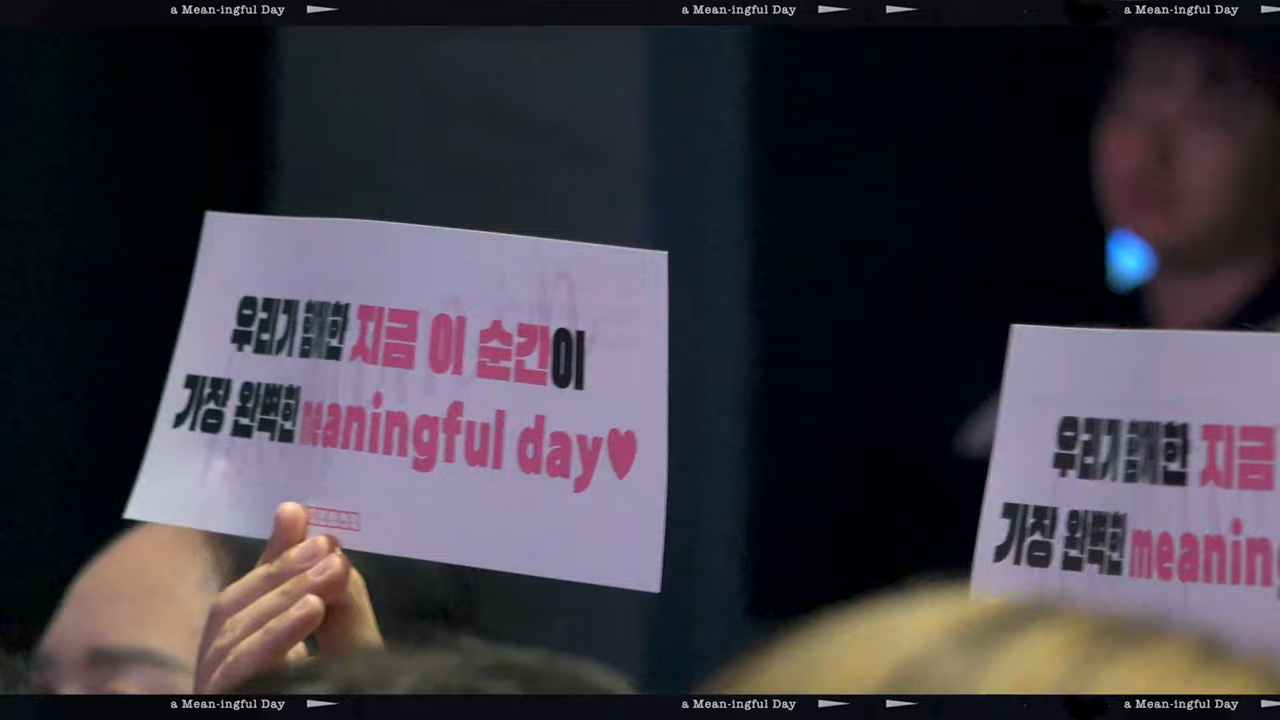 a Mean-ingful Day a Mean-ingful Day a Mean-ingful Day
우리가 함께한 지금 이 순간이
가장 완벽한 meaningful day♥
우리가 함께한 지금
가장 완벽한 meaning
a Mean-ingful Day a Mean-ingful Day a Mean-ingful Day